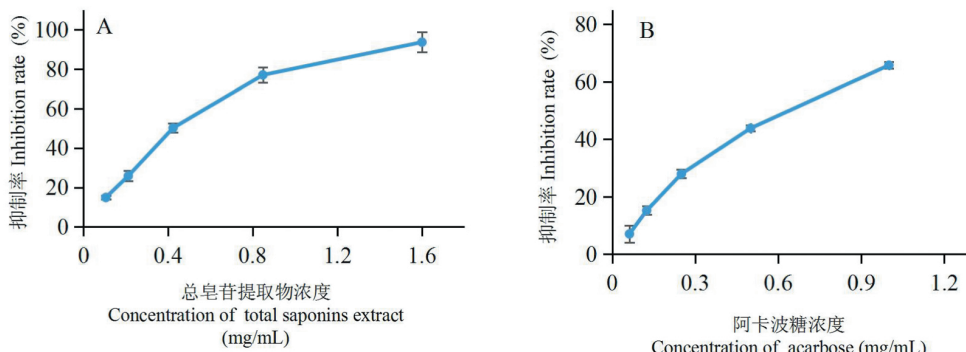 A
抑制率 Inhibition rate (%)
100
80
60
40
20
0
0 0.4 0.8 1.2 1.6
总皂苷提取物浓度
Concentration of total saponins extract
(mg/mL)
B
抑制率 Inhibition rate (%)
80
60
40
20
0
0 0.3 0.6 0.9 1.2
阿卡波糖浓度
Concentration of acarbose (mg/mL)